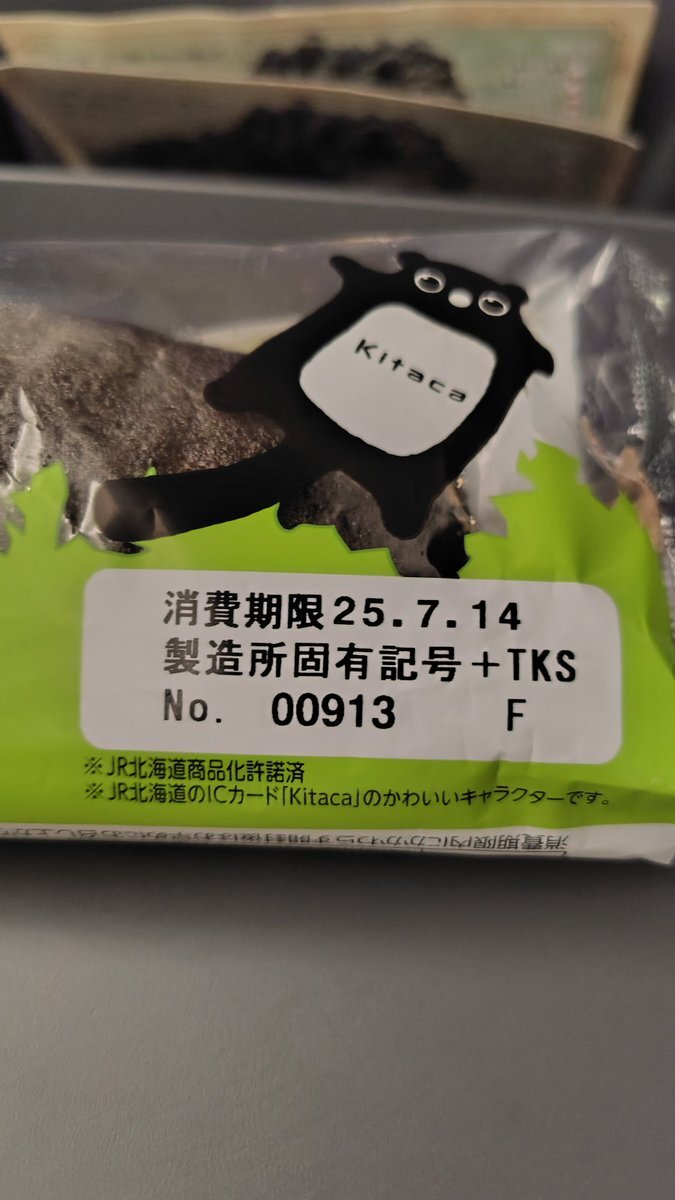 Kitaca
消費期限25.7.14
製造所固有記号+TKS
No. 00913 F
※JR北海道商品化許諾済
※JR北海道のICカード「Kitaca」のかわいいキャラクターです。